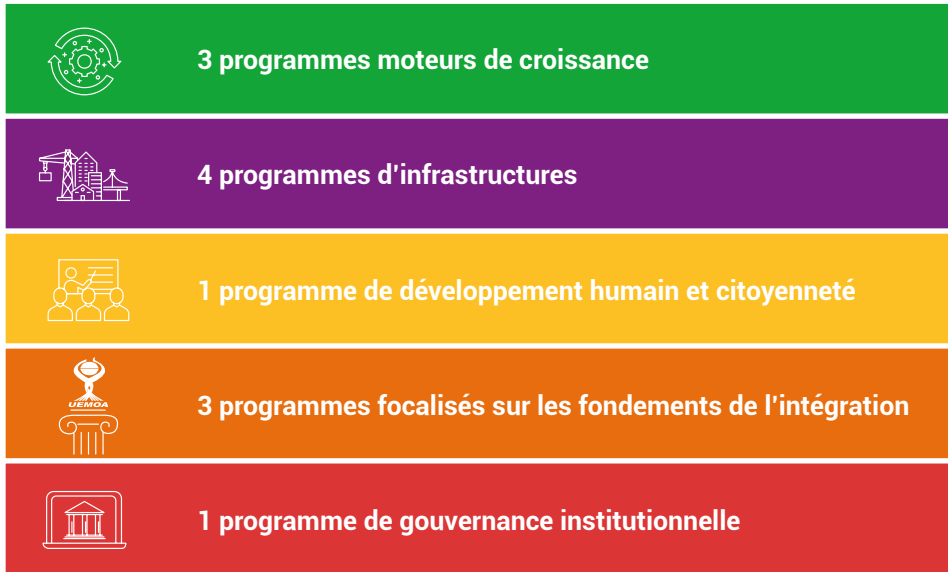 3 programmes moteurs de croissance
4 programmes d'infrastructures
1 programme de développement humain et citoyenneté
UEMOA
3 programmes focalisés sur les fondements de l'intégration
1 programme de gouvernance institutionnelle